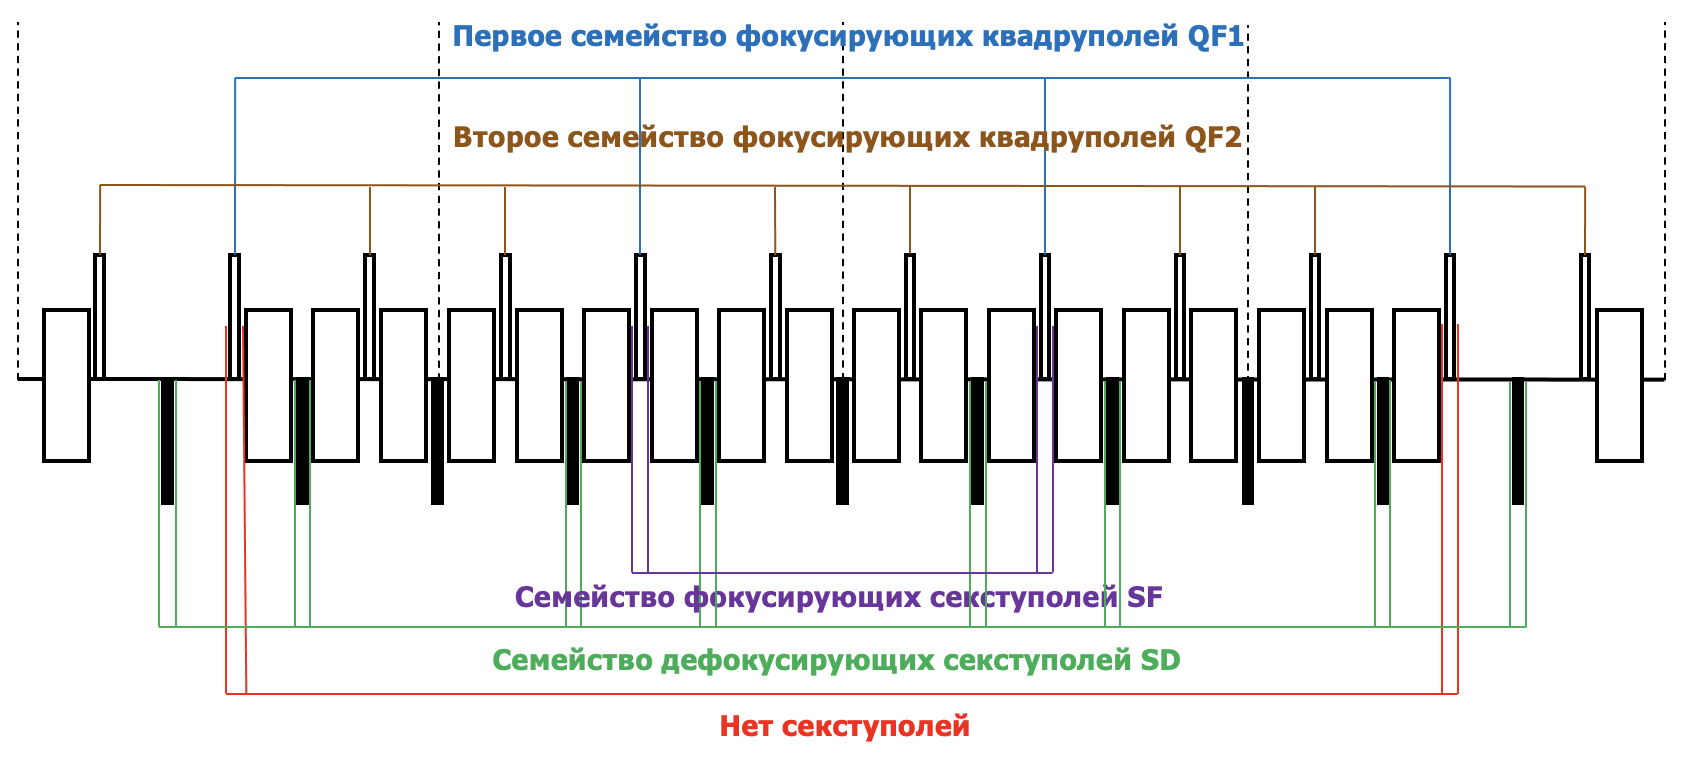 Первое семейство фокусирующих квадруполей QF1
Второе семейство фокусирующих квадруполей QF2
Семейство фокусирующих секступолей SF
Семейство дефокусирующих секступолей SD
Нет секступолей